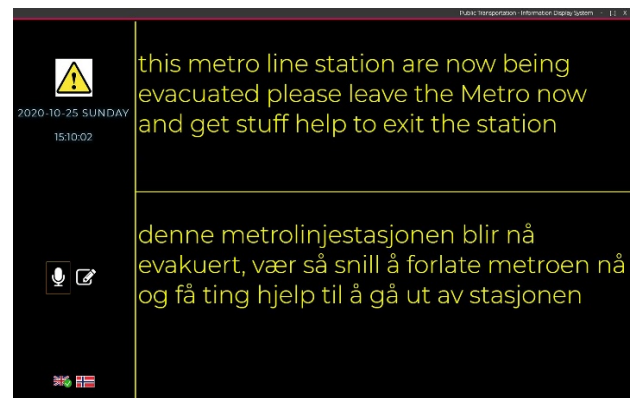 Public Transportation - Information Display System
2020-10-25 SUNDAY
15:10:02
this metro line station are now being
evacuated please leave the Metro now
and get stuff help to exit the station
denne metrolinjestasjonen blir nå
evakuert, vær så snill å forlate metroen nå
og få ting hjelp til å gå ut av stasjonen